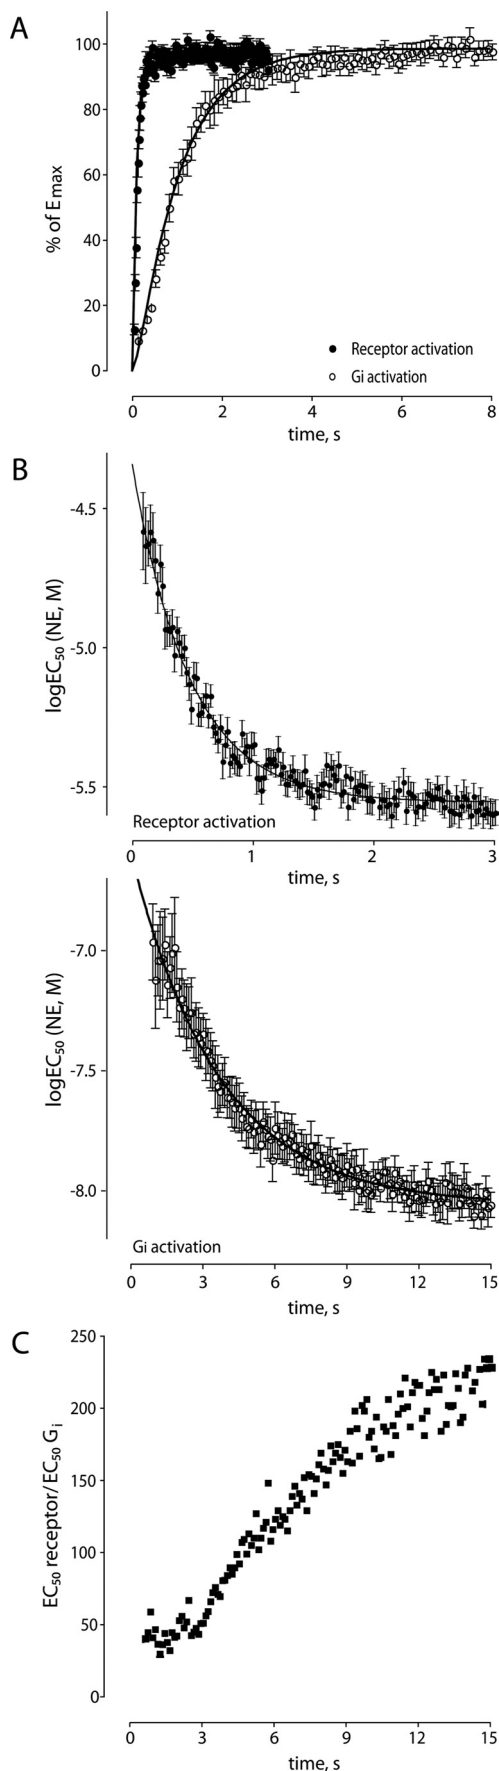 A
% of Emax
100
80
60
40
20
0
Receptor activation
Gi activation
0 2 4 6 8
time, s
B
logEC50 (NE, M)
-4.5
-5.0
-5.5
Receptor activation
0 1 2 3
time, s
logEC50 (NE, M)
-7.0
-7.5
-8.0
Gi activation
0 3 6 9 12 15
time, s
C
EC50 receptor/EC50 Gi
250
200
150
100
50
0
0 3 6 9 12 15
time, s